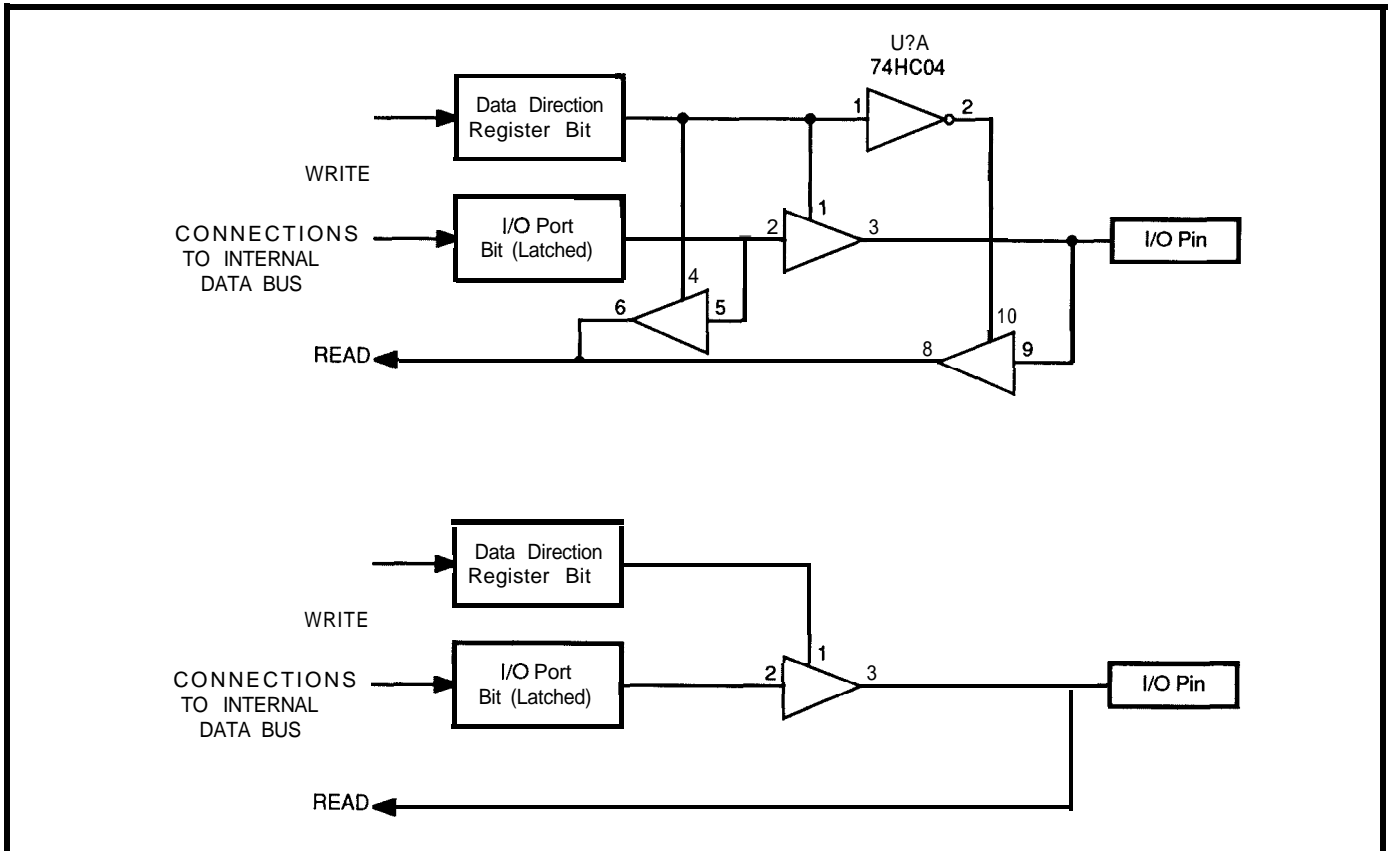 U?A
74HC04
Data Direction
Register Bit
1
2
WRITE
I/O Port
Bit (Latched)
2
1
3
I/O Pin
CONNECTIONS
TO INTERNAL
DATA BUS
4
6
5
10
READ
8
9
Data Direction
Register Bit
WRITE
1
I/O Port
Bit (Latched)
2
3
I/O Pin
CONNECTIONS
TO INTERNAL
DATA BUS
READ